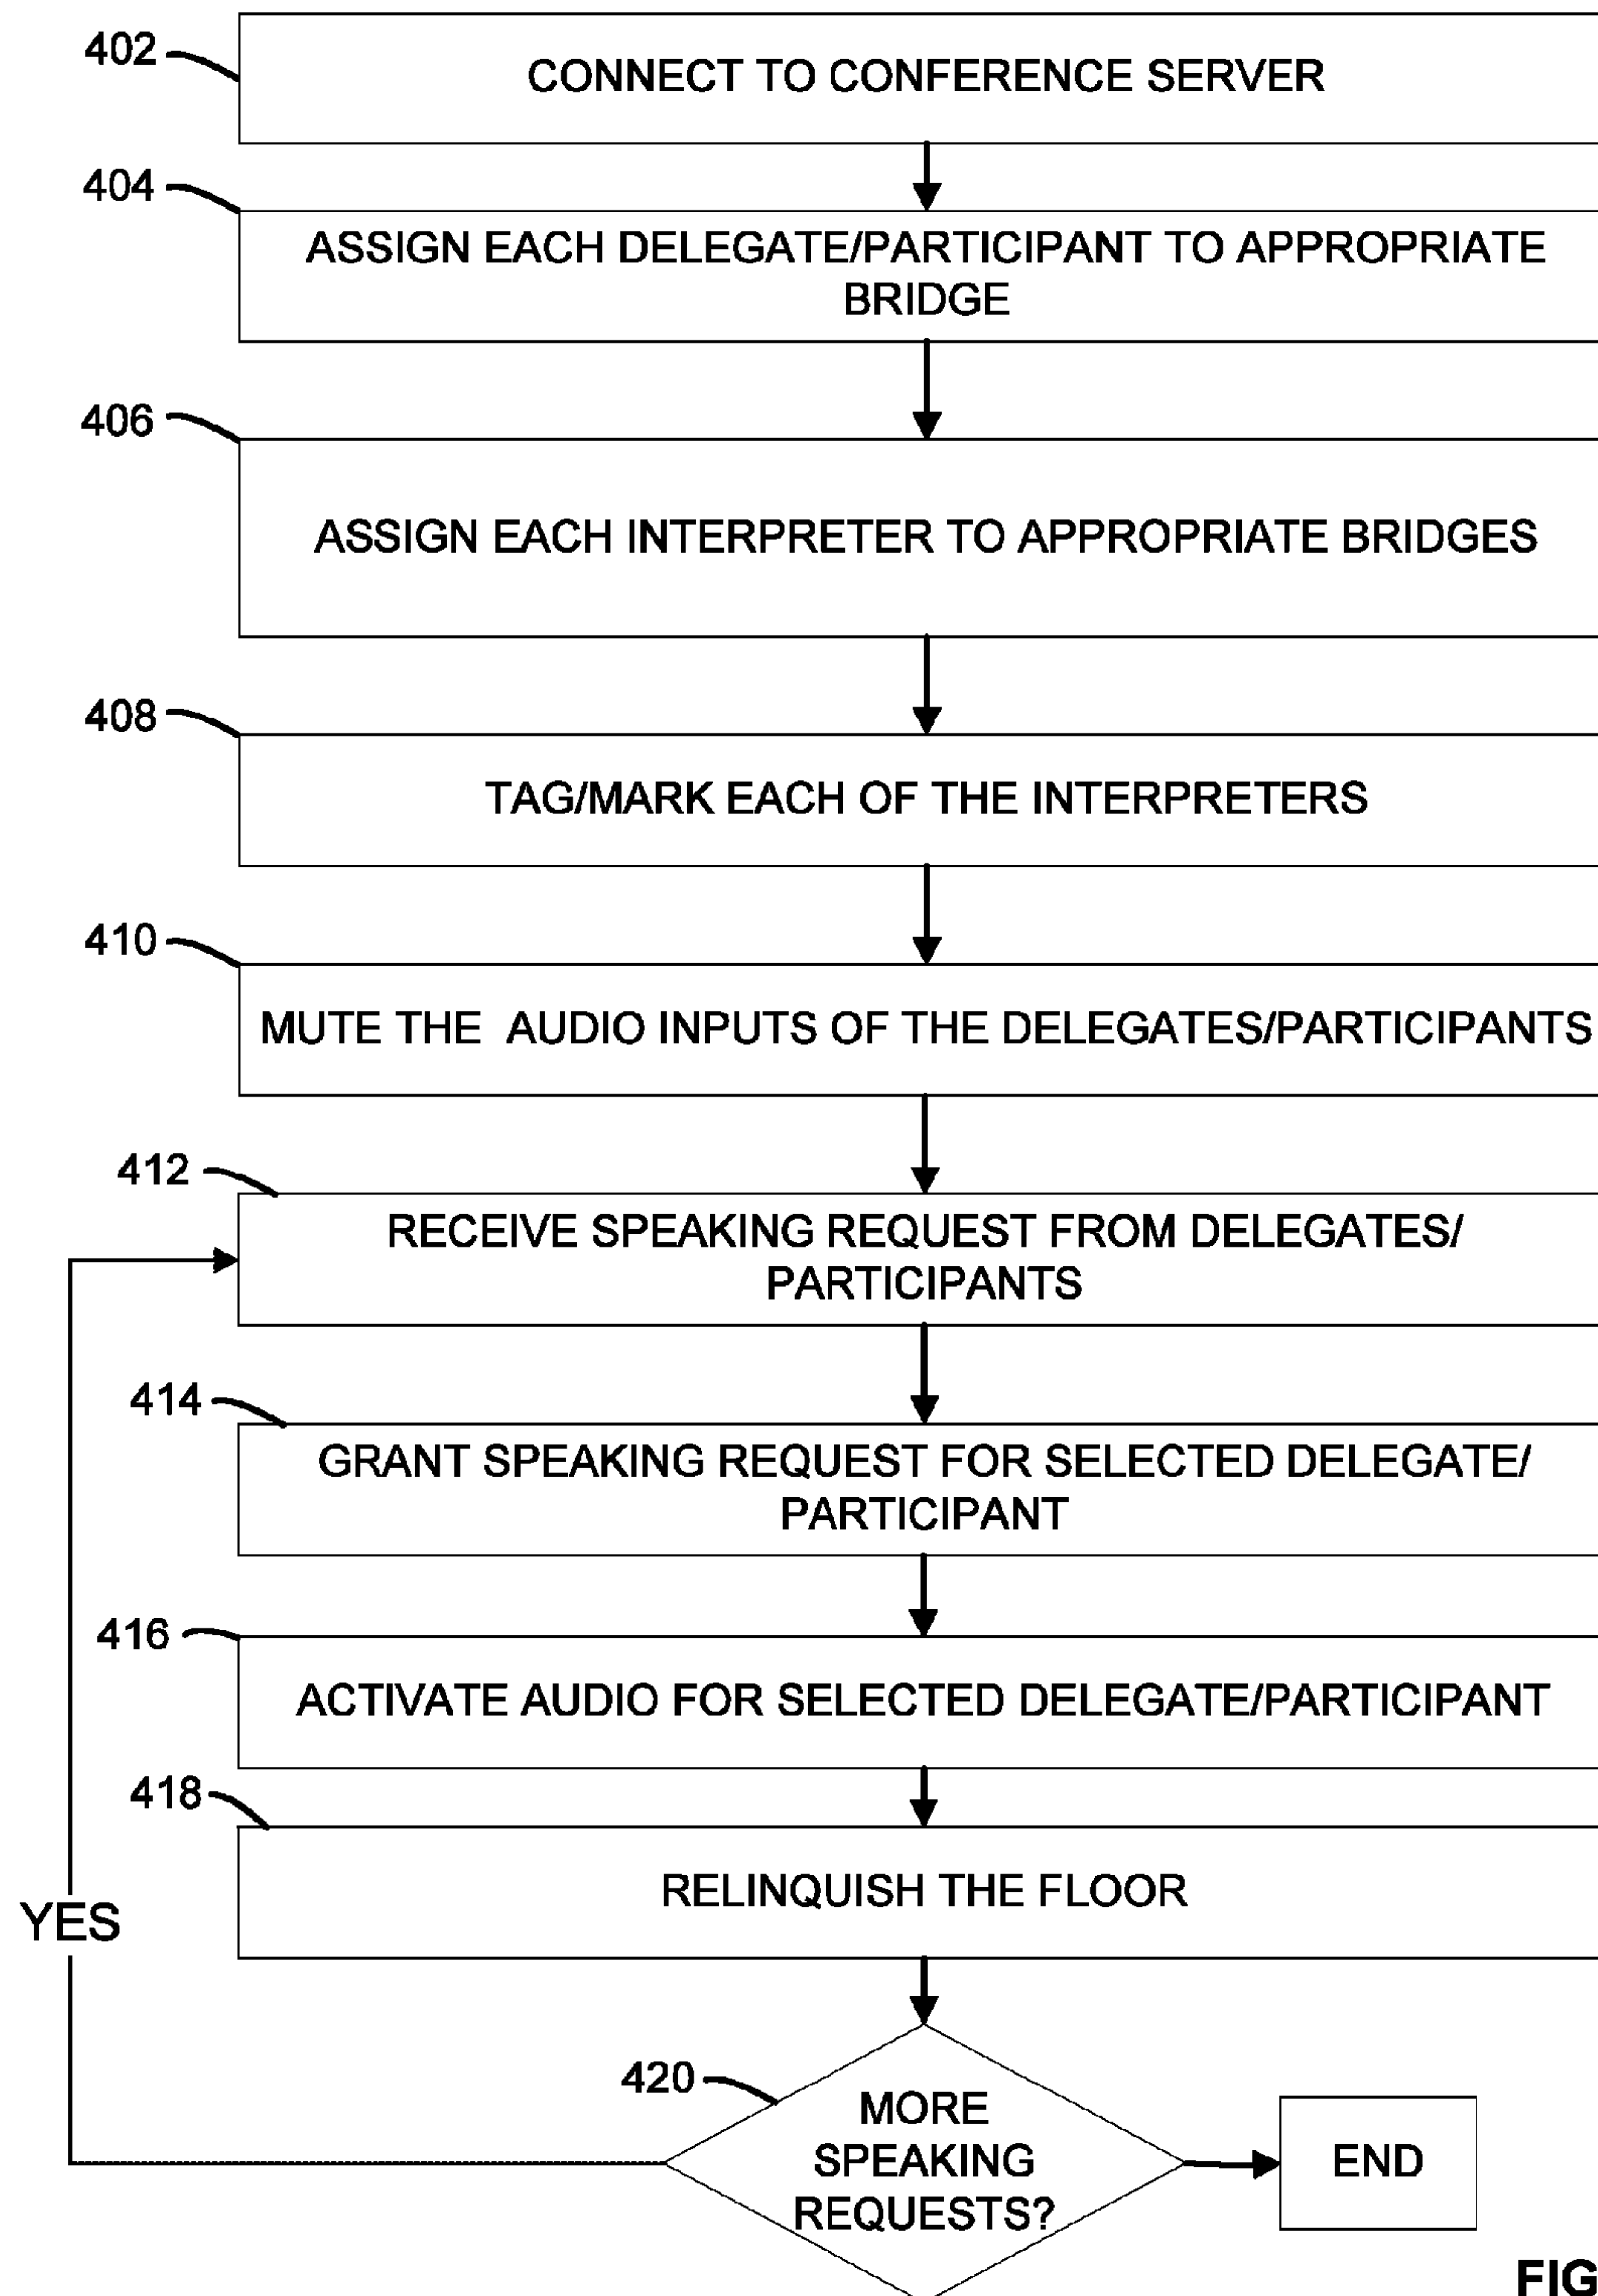 402
CONNECT TO CONFERENCE SERVER
404
ASSIGN EACH DELEGATE/PARTICIPANT TO APPROPRIATE
BRIDGE
406
ASSIGN EACH INTERPRETER TO APPROPRIATE BRIDGES
408
TAG/MARK EACH OF THE INTERPRETERS
410
MUTE THE AUDIO INPUTS OF THE DELEGATES/PARTICIPANTS
412
RECEIVE SPEAKING REQUEST FROM DELEGATES/
PARTICIPANTS
414
GRANT SPEAKING REQUEST FOR SELECTED DELEGATE/
PARTICIPANT
416
ACTIVATE AUDIO FOR SELECTED DELEGATE/PARTICIPANT
418
RELINQUISH THE FLOOR
YES
420
MORE
SPEAKING
REQUESTS?
END
FIG